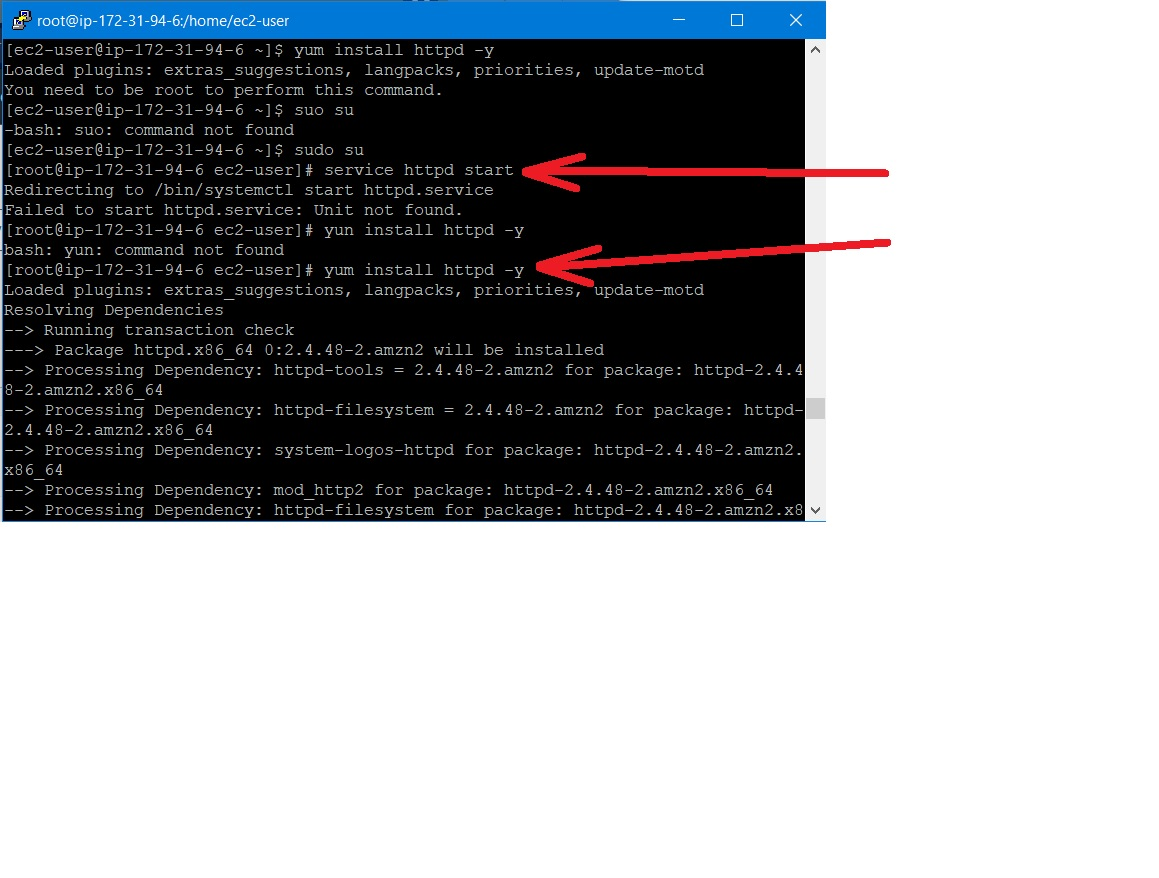 root@ip-172-31-94-6:/home/ec2-user
[ec2-user@ip-172-31-94-6 ~]$ yum install httpd -y
Loaded plugins: extras_suggestions, langpacks, priorities, update-motd
You need to be root to perform this command.
[ec2-user@ip-172-31-94-6 ~]$ suo su
-bash: suo: command not found
[ec2-user@ip-172-31-94-6 ~]$ sudo su
[root@ip-172-31-94-6 ec2-user]# service httpd start
Redirecting to /bin/systemctl start httpd.service
Failed to start httpd.service: Unit not found.
[root@ip-172-31-94-6 ec2-user]# yun install httpd -y
bash: yun: command not found
[root@ip-172-31-94-6 ec2-user]# yum install httpd -y
Loaded plugins: extras_suggestions, langpacks, priorities, update-motd
Resolving Dependencies
--> Running transaction check
---> Package httpd.x86_64 0:2.4.48-2.amzn2 will be installed
--> Processing Dependency: httpd-tools = 2.4.48-2.amzn2 for package: httpd-2.4.4
8-2.amzn2.x86_64
--> Processing Dependency: httpd-filesystem = 2.4.48-2.amzn2 for package: httpd-
2.4.48-2.amzn2.x86_64
--> Processing Dependency: system-logos-httpd for package: httpd-2.4.48-2.amzn2.
x86_64
--> Processing Dependency: mod_http2 for package: httpd-2.4.48-2.amzn2.x86_64
--> Processing Dependency: httpd-filesystem for package: httpd-2.4.48-2.amzn2.x8